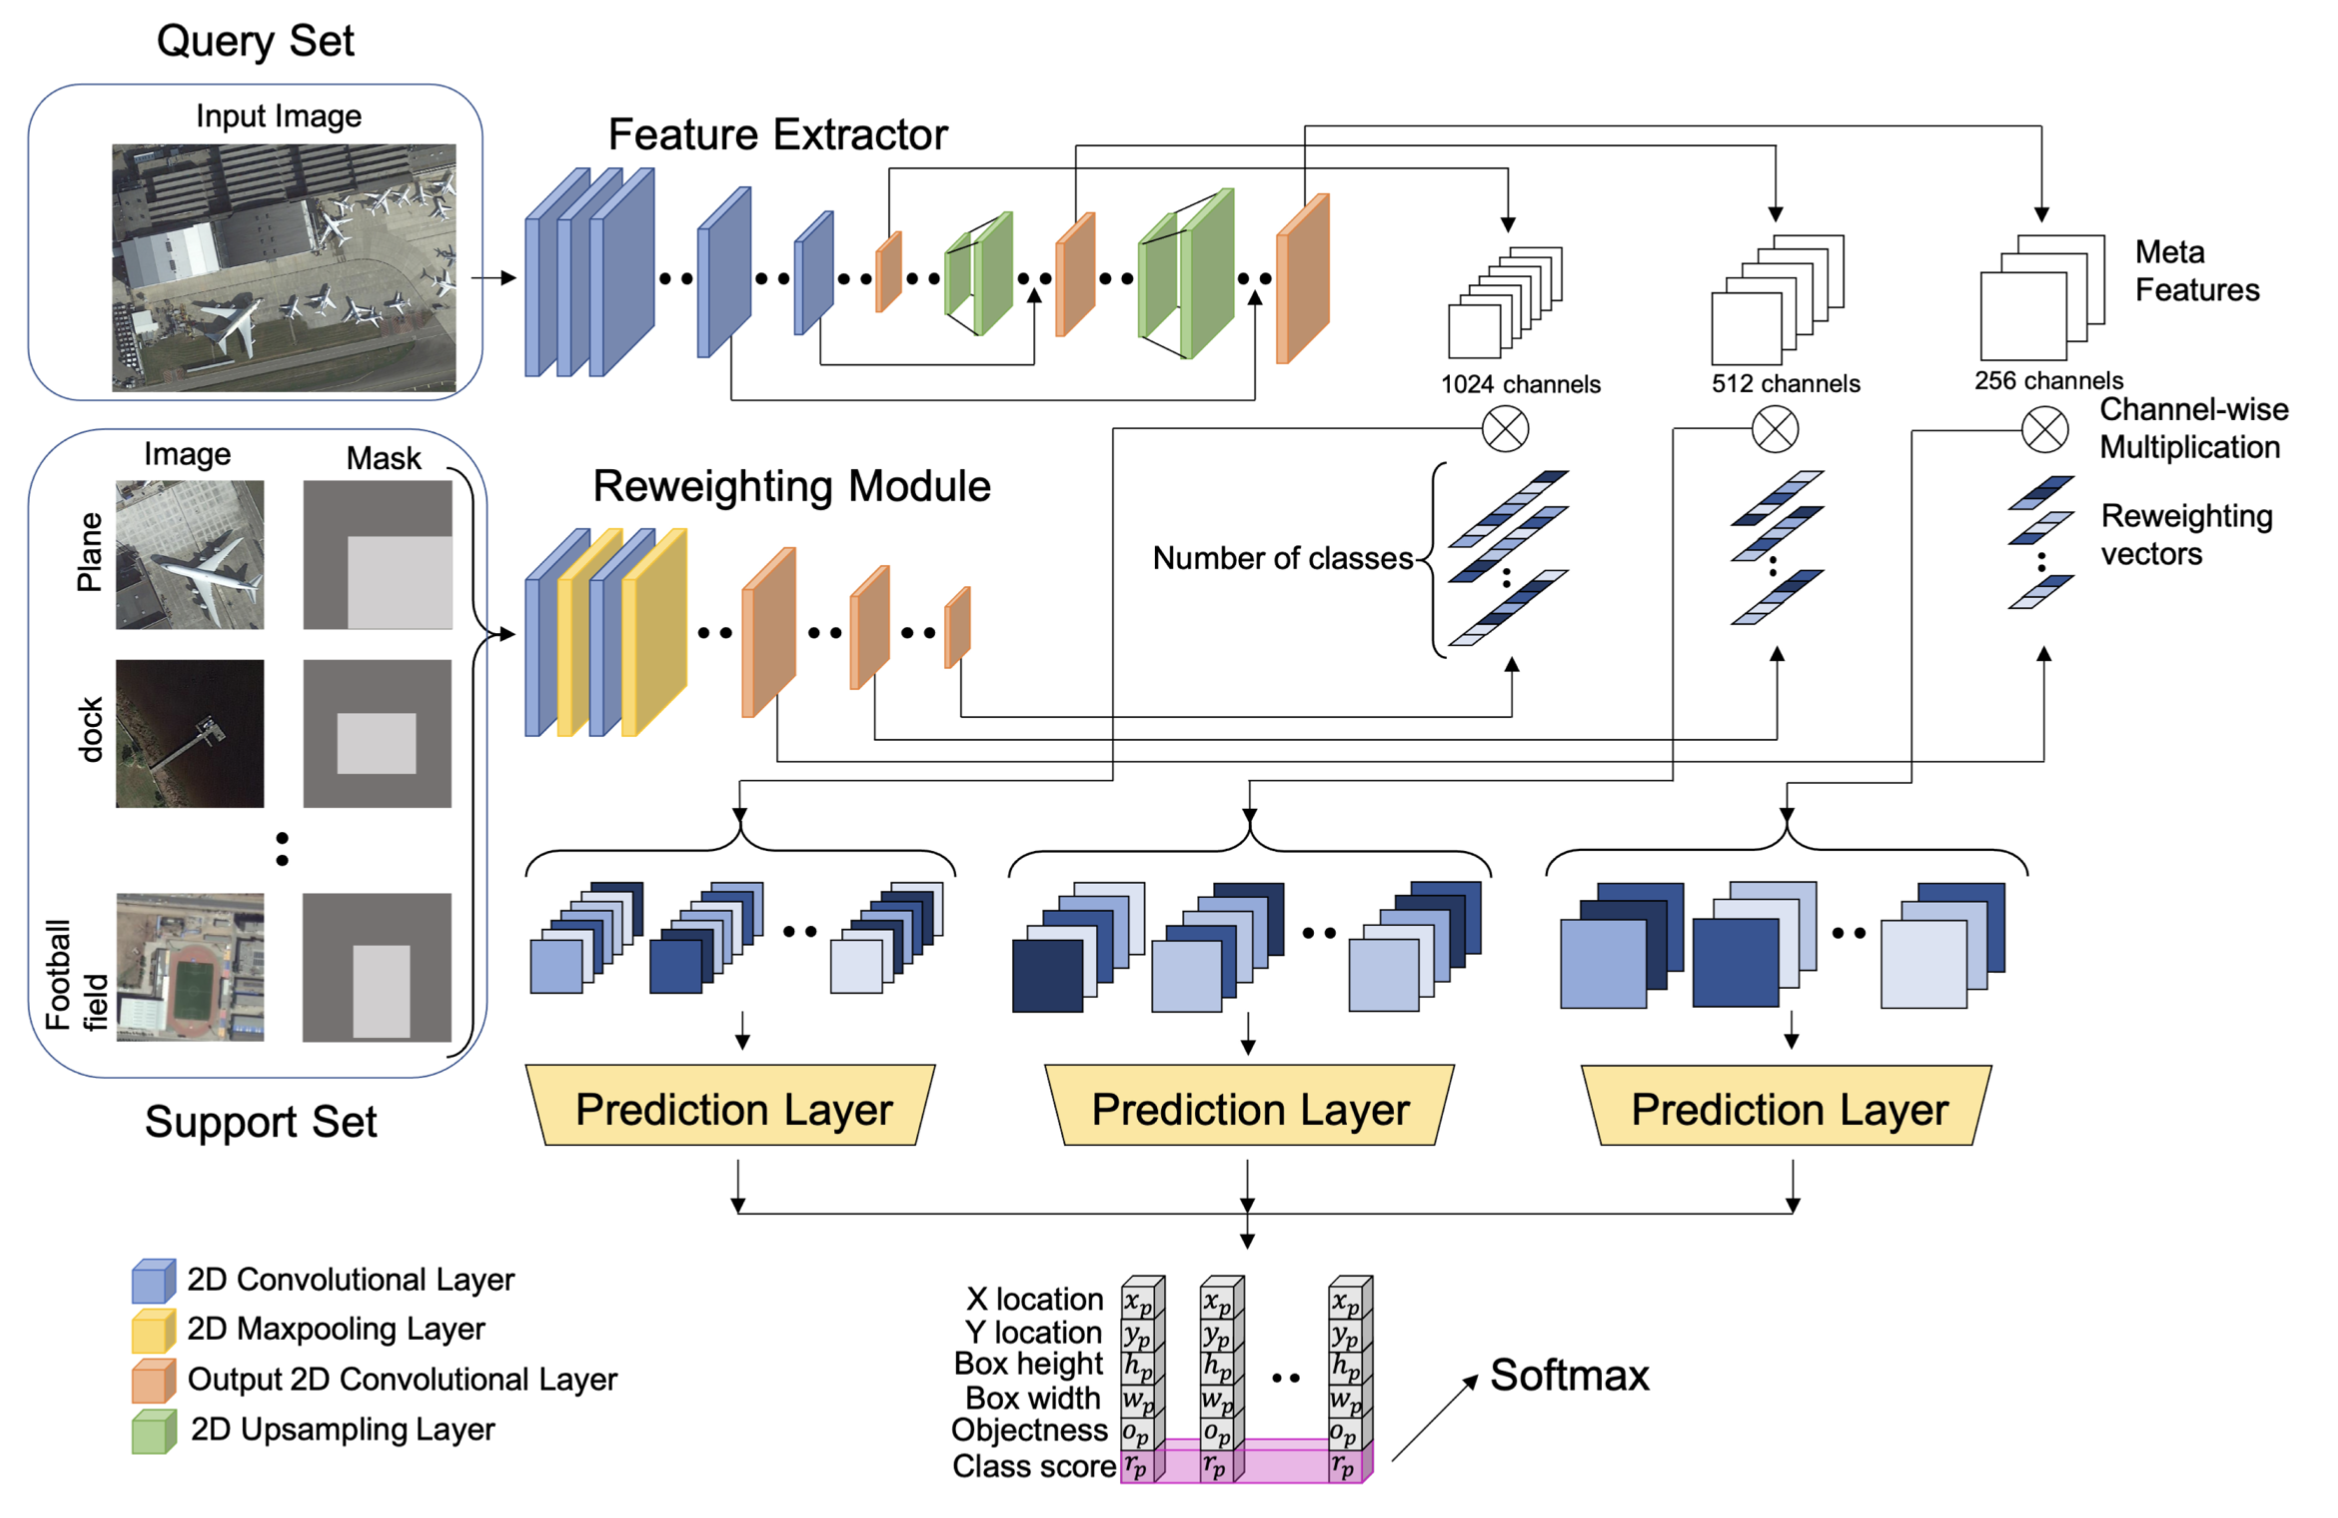 Query Set
Input Image
Feature Extractor
Meta
Features
1024 channels
512 channels
256 channels
Channel-wise
Multiplication
Image
Mask
Reweighting Module
Number of classes
Reweighting
vectors
Plane
dock
Football
field
Support Set
Prediction Layer
Prediction Layer
Prediction Layer
2D Convolutional Layer
2D Maxpooling Layer
Output 2D Convolutional Layer
2D Upsampling Layer
X location x_p x_p x_p
Y location y_p y_p y_p
Box height h_p h_p h_p
Box width w_p w_p w_p
Objectness o_p o_p o_p
Class score r_p r_p r_p
Softmax